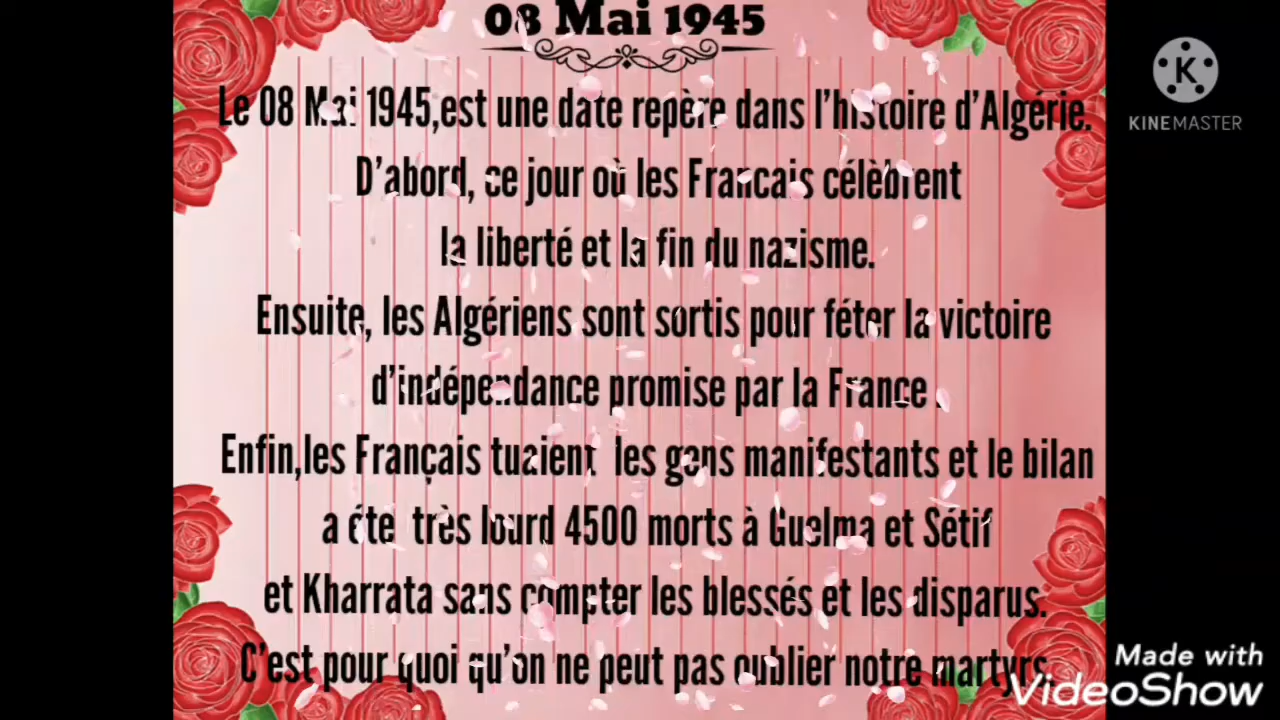 08 Mai 1945
Le 08 Mai 1945,est une date repère dans l'histoire d'Algérie.
D'abord, ce jour où les Francais célèbrent
la liberté et la fin du nazisme.
Ensuite, les Algériens sont sortis pour féter la victoire
d'indépendance promise par la France .
Enfin,les Français tuaient les gens manifestants et le bilan
a éte très lourd 4500 morts à Guelma et Sétif
et Kharrata sans compter les blessés et les disparus.
C'est pour quoi qu'on ne peut pas oublier notre martyrs.
K
KINEMASTER
Made with
VideoShow